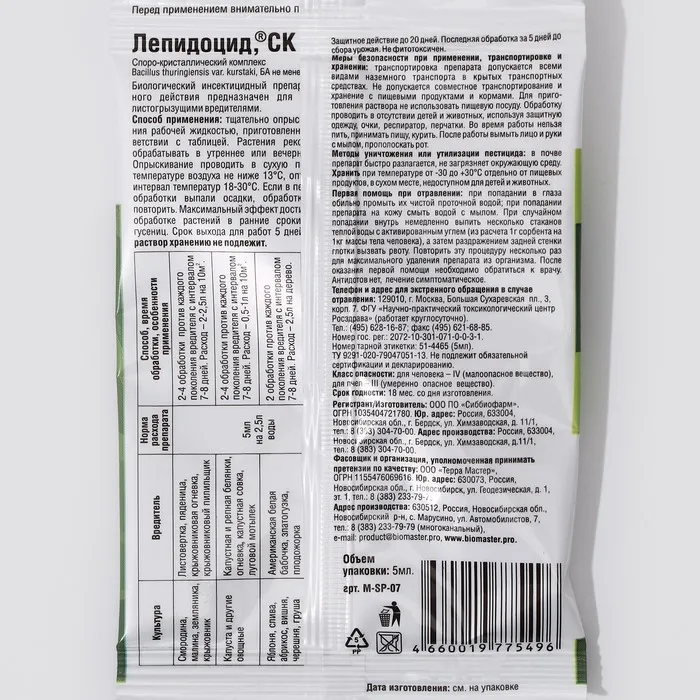 Перед применением внимательно п
Лепидоцид,® СК
Споро-кристаллический комплекс
Bacillus thuringiensis var. kurstaki, БА не мене
Биологический инсектицидный препар
ного действия предназначен для
листогрызущими вредителями.
Способ применения: тщательно опрыс
ния рабочей жидкостью, приготовленн
ветствии с таблицей. Растения реко
обрабатывать в утреннее или вечерн
Опрыскивание проводить в сухую п
температуре воздуха не ниже 13°С, опт
интервал температур 18-30°С. Если в пе
обработки выпали осадки, обработку
повторить. Максимальный эффект дост
обработке растений в ранние сроки
гусениц. Срок выхода для работ 5 дней
раствор хранению не подлежит.
Способ, время
обработки, особенности
применения
2-4 обработки против каждого
поколения вредителя с интервалом
7-8 дней. Расход – 2-2,5л на 10м².
2-4 обработки против каждого
поколения вредителя с интервалом
7-8 дней. Расход – 0,5-1л на 10м².
2 обработки против каждого
поколения вредителя с интервалом
7-8 дней. Расход – 2,5л на дерево.
Норма
расхода
препарата
5мл
на 2,5л
воды
Вредитель
Листовертка, пяденица,
крыжовниковая огневка,
крыжовниковый пилильщик
Капустная и репная белянки,
огневка, капустная совка,
луговой мотылек
Американская белая
бабочка, златогузка,
плодожорка
Культура
Смородина,
малина, земляника,
крыжовник
Капуста и другие
овощные
Яблоня, слива,
абрикос, вишня,
черешня, груша
Защитное действие до 20 дней. Последняя обработка за 5 дней до
сбора урожая. Не фитотоксичен.
Меры безопасности при применении, транспортировке и
хранении: транспортировка препарата допускается всеми
видами наземного транспорта в крытых транспортных
средствах. Не допускается совместное транспортирование и
хранение с пищевыми продуктами и кормами. Для приго-
товления раствора не использовать пищевую посуду. Обработку
проводить в отсутствии детей и животных, используя защитную
одежду, очки, респиратор, перчатки. Во время работы нельзя
пить, принимать пищу, курить. После работы вымыть лицо и руки
с мылом, прополоскать рот.
Методы уничтожения или утилизации пестицида: в почве
препарат быстро разлагается, не загрязняет окружающую среду.
Хранить при температуре от -30 до +30°С отдельно от пищевых
продуктов, в сухом месте, недоступном для детей и животных.
Первая помощь при отравлении: при попадании в глаза
обильно промыть их чистой проточной водой; при попадании
препарата на кожу смыть водой с мылом. При случайном
попадании внутрь немедленно выпить несколько стаканов
теплой воды с активированным углем (из расчета 1г сорбента на
1кг массы тела человека), а затем раздражением задней стенки
глотки вызвать рвоту. Повторить эту процедуру несколько раз
для максимального удаления препарата из организма. После
оказания первой помощи необходимо обратиться к врачу.
Антидотов нет, лечение симптоматическое.
Телефон и адрес для экстренного обращения в случае
отравления: 129010, г. Москва, Большая Сухаревская пл., 3,
корп. 7. ФГУ «Научно-практический токсикологический центр
Росздрава» (работает круглосуточно).
Тел.: (495) 628-16-87; факс (495) 621-68-85.
Номер гос. рег.: 2072-10-301-071-0-0-3-1.
Номер тарной этикетки: 51-4465 (5мл).
ТУ 9291-020-79047051-13. Не подлежит обязательной
сертификации и декларированию.
Класс опасности: для человека – IV (малоопасное вещество),
для пчел – III (умеренно опасное вещество).
Срок годности: 18 мес. со дня изготовления.
Регистрант/Изготовитель: ООО ПО «Сиббиофарм»,
ОГРН 1035404721780. Юр. адрес: Россия, 633004,
Новосибирская обл., г. Бердск, ул. Химзаводская, д.11/1,
тел.: 8 (383) 304-70-00. Адрес производства: Россия, 633004,
Новосибирская обл., г. Бердск, ул. Химзаводская, д.11/1,
тел.: 8 (383) 304-70-00.
Фасовщик и организация, уполномоченная принимать
претензии по качеству: ООО «Терра Мастер»,
ОГРН 1155476069616. Юр. адрес: 630073, Россия,
Новосибирская обл., г. Новосибирск, ул. Геодезическая, д. 1,
эт. 1, тел.: 8 (383) 233-79-7
Адрес производства: 630512, Россия, Новосибирская обл.,
Новосибирский р-н, с. Марусино, ул. Автомобилистов, 7,
тел.: 8 (383) 233-79-79 (многоканальный),
e-mail: product@biomaster.pro, www.biomaster.pro.
Объем
упаковки: 5мл.
арт. M-SP-07
5
PP
4 660019 775496
Дата изготовления: см. на упаковке